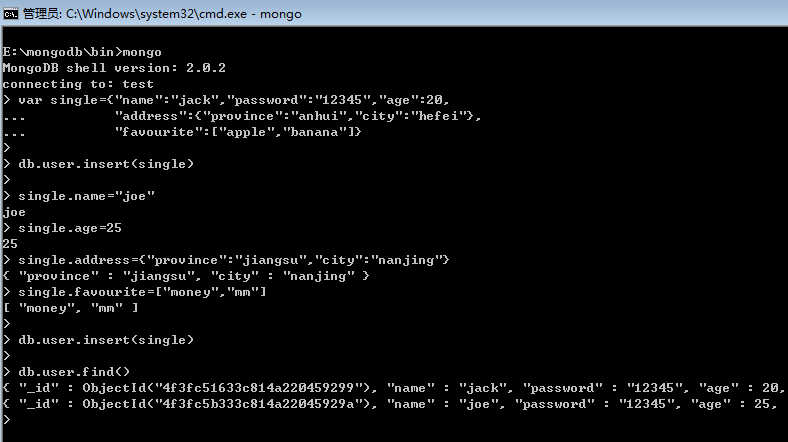 管理员: C:\Windows\system32\cmd.exe - mongo
E:\mongodb\bin>mongo
MongoDB shell version: 2.0.2
connecting to: test
> var single={"name":"jack","password":"12345","age":20,
...           "address":{"province":"anhui","city":"hefei"},
...           "favourite":["apple","banana"]}
>
> db.user.insert(single)
>
> single.name="joe"
joe
> single.age=25
25
> single.address={"province":"jiangsu","city":"nanjing"}
{ "province" : "jiangsu", "city" : "nanjing" }
> single.favourite=["money","mm"]
[ "money", "mm" ]
>
> db.user.insert(single)
>
> db.user.find()
{ "_id" : ObjectId("4f3fc51633c814a220459299"), "name" : "jack", "password" : "12345", "age" : 20,
{ "_id" : ObjectId("4f3fc5b333c814a22045929a"), "name" : "joe", "password" : "12345", "age" : 25,
>